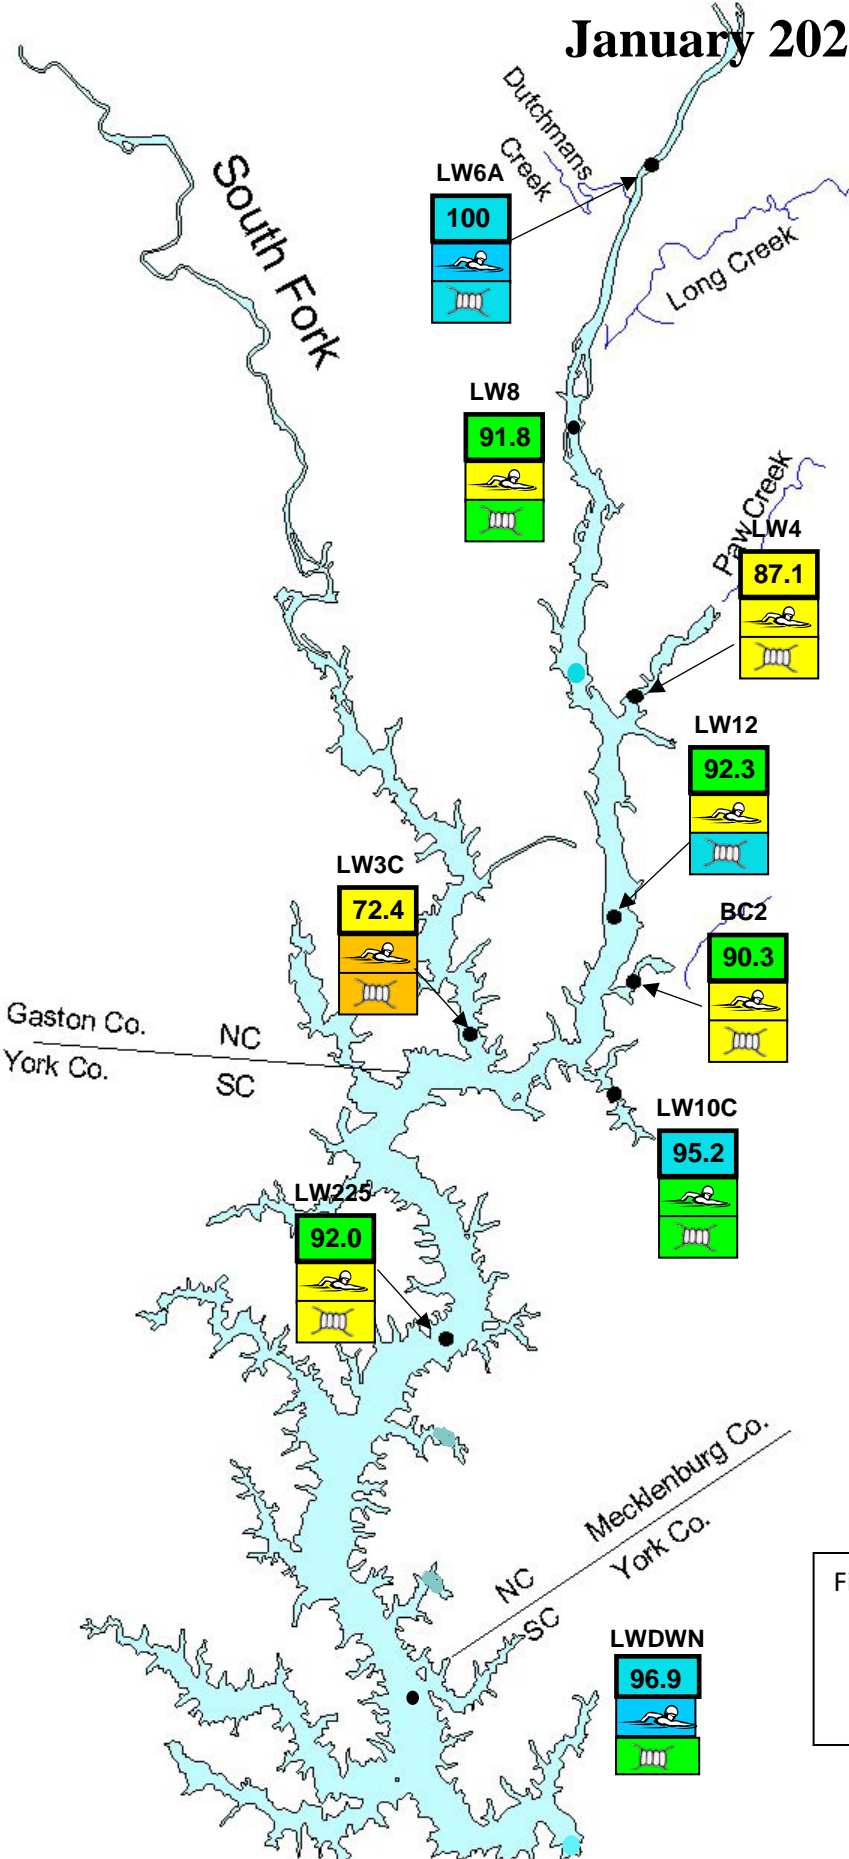 January 202
Dutchmans
Creek
LW6A
100
South Fork
Long Creek
LW8
91.8
Paw Creek
LW4
87.1
LW12
92.3
LW3C
72.4
BC2
90.3
Gaston Co.
NC
York Co.
SC
LW10C
95.2
LW225
92.0
Mecklenburg Co.
York Co.
NC
SC
Fi
LWDWN
96.9